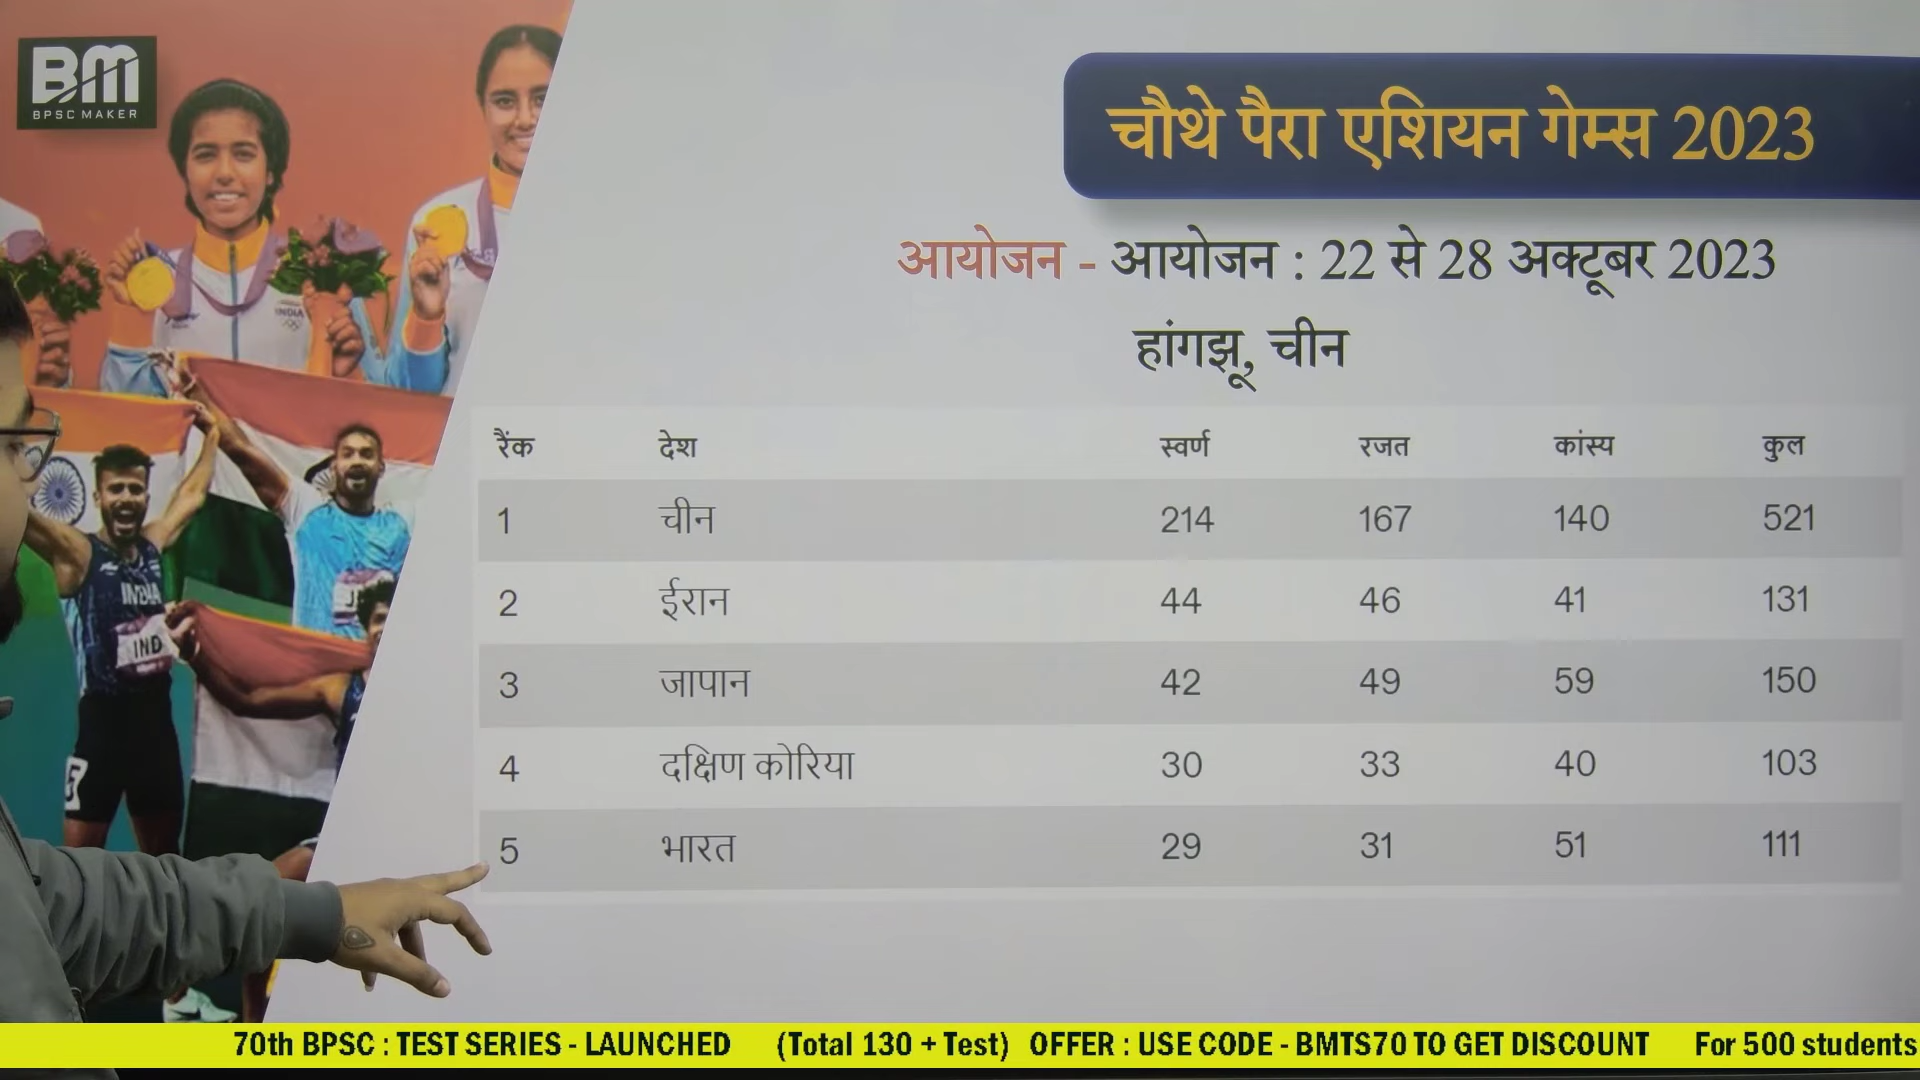 BM
BPSC MAKER
चौथे पैरा एशियन गेम्स 2023
आयोजन - आयोजन : 22 से 28 अक्टूबर 2023
हांगझू, चीन
रैंक देश स्वर्ण रजत कांस्य कुल
1 चीन 214 167 140 521
2 ईरान 44 46 41 131
3 जापान 42 49 59 150
4 दक्षिण कोरिया 30 33 40 103
5 भारत 29 31 51 111
INDIA
INDIA
IND
70th BPSC : TEST SERIES - LAUNCHED (Total 130 + Test) OFFER : USE CODE - BMTS70 TO GET DISCOUNT For 500 students